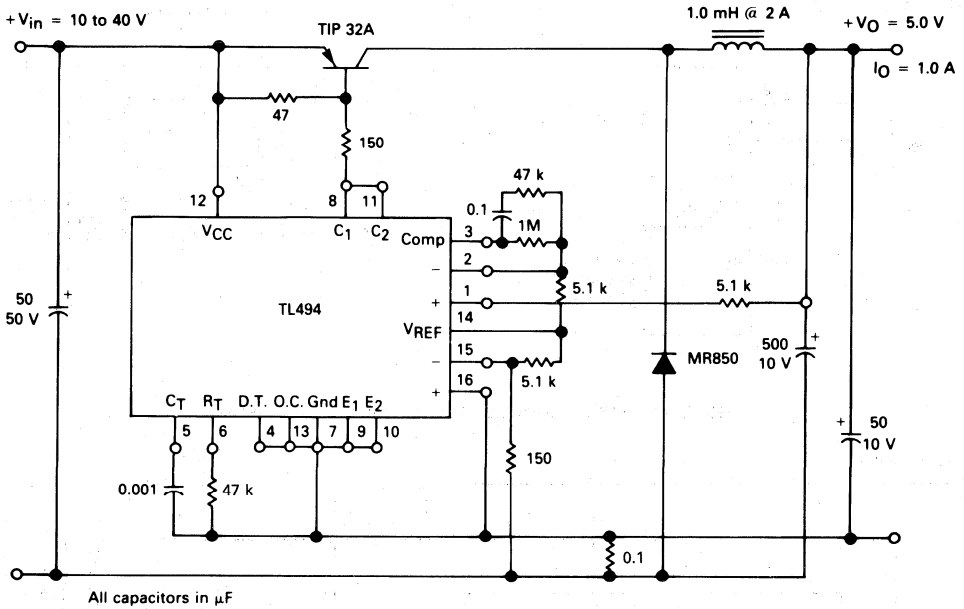 +Vin = 10 to 40 V
TIP 32A
1.0 mH @ 2 A
+VO = 5.0 V
IO = 1.0 A
47
150
47 k
0.1
1M
12
8
11
VCC
C1
C2
Comp
3
2
−
1
+
5.1 k
5.1 k
TL494
VREF
14
15
−
5.1 k
16
+
50
50 V
+
MR850
500
10 V
+
50
10 V
+
CT
RT
D.T.
O.C.
Gnd
E1
E2
5
6
4
13
7
9
10
0.001
47 k
150
0.1
All capacitors in µF